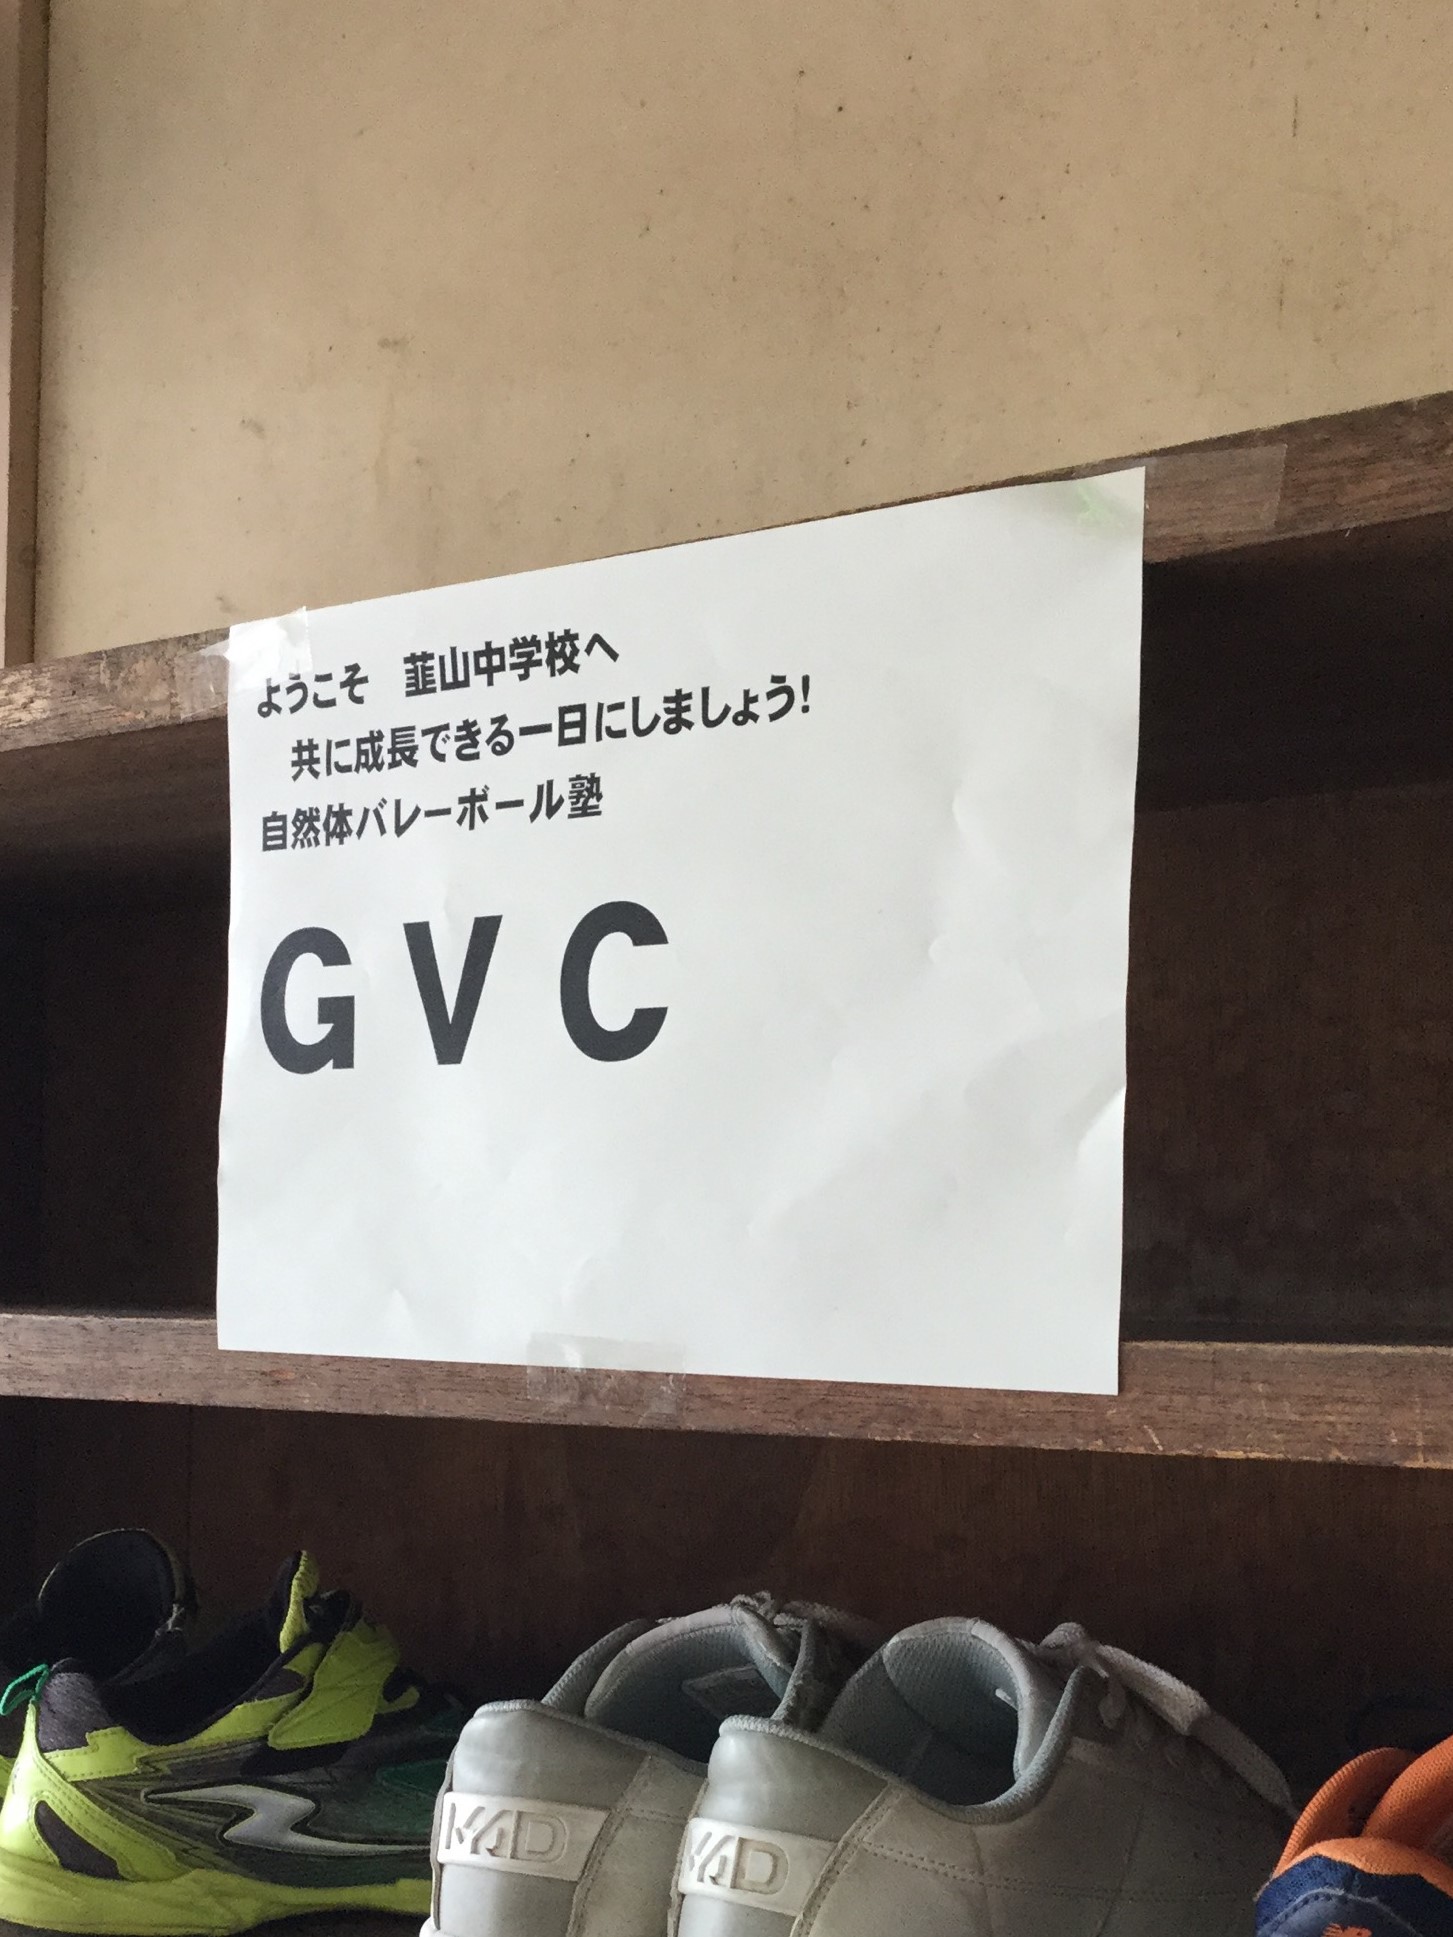 ようこそ　韮山中学校へ
共に成長できる一日にしましょう!
自然体バレーボール塾
GVC